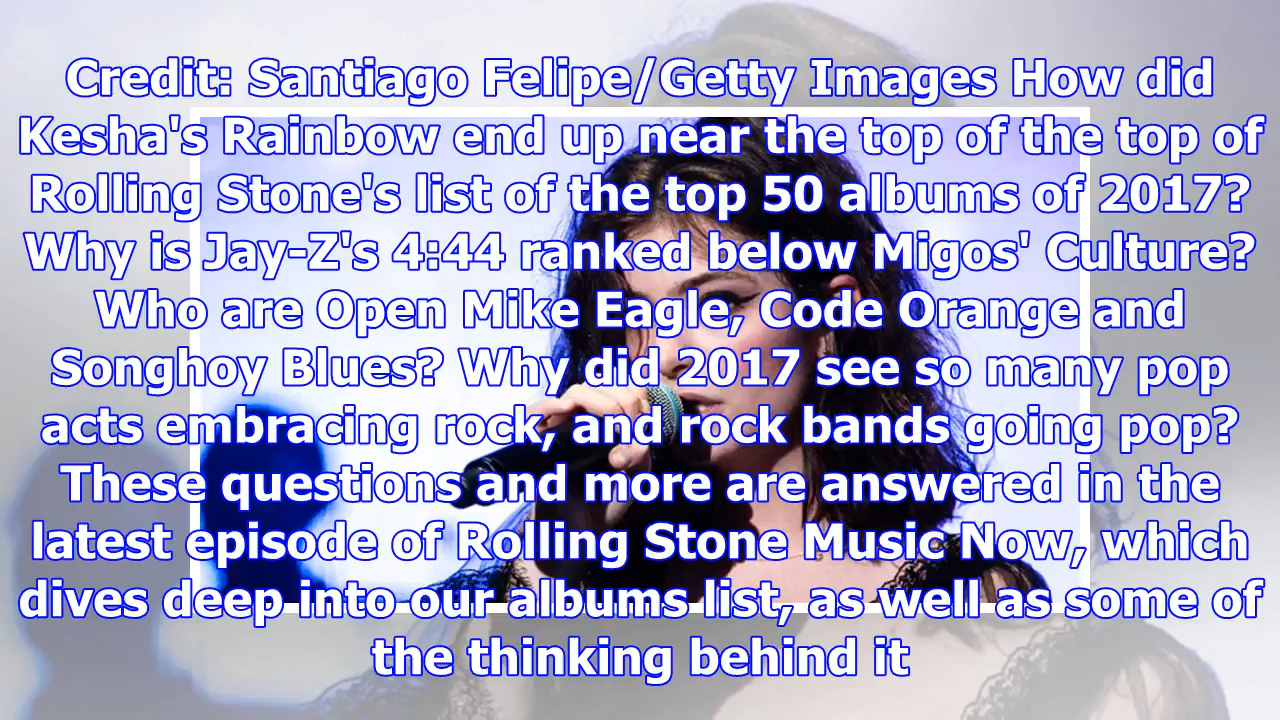 Credit: Santiago Felipe/Getty Images How did
Kesha's Rainbow end up near the top of the top of
Rolling Stone's list of the top 50 albums of 2017?
Why is Jay-Z's 4:44 ranked below Migos' Culture?
Who are Open Mike Eagle, Code Orange and
Songhoy Blues? Why did 2017 see so many pop
acts embracing rock, and rock bands going pop?
These questions and more are answered in the
latest episode of Rolling Stone Music Now, which
dives deep into our albums list, as well as some of
the thinking behind it